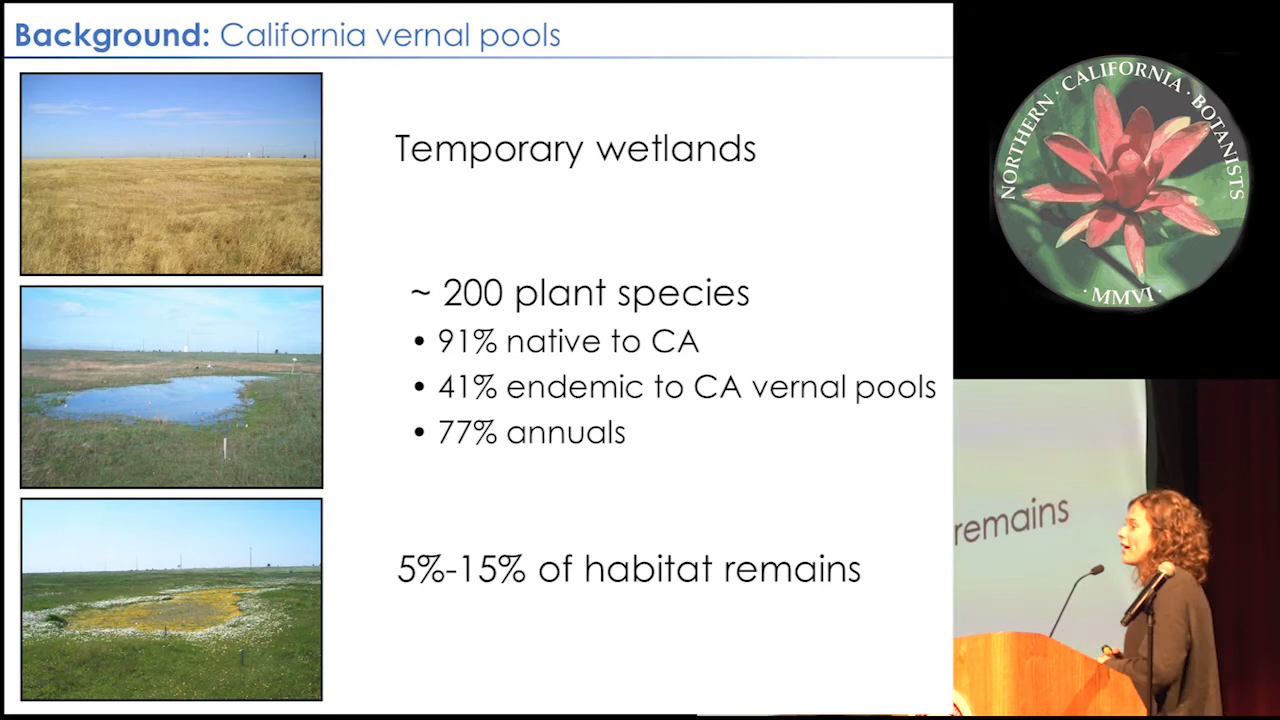 Background: California vernal pools
Temporary wetlands
~ 200 plant species
• 91% native to CA
• 41% endemic to CA vernal pools
• 77% annuals
5%-15% of habitat remains
NORTHERN · CALIFORNIA · BOTANISTS
· MMVI ·
remains